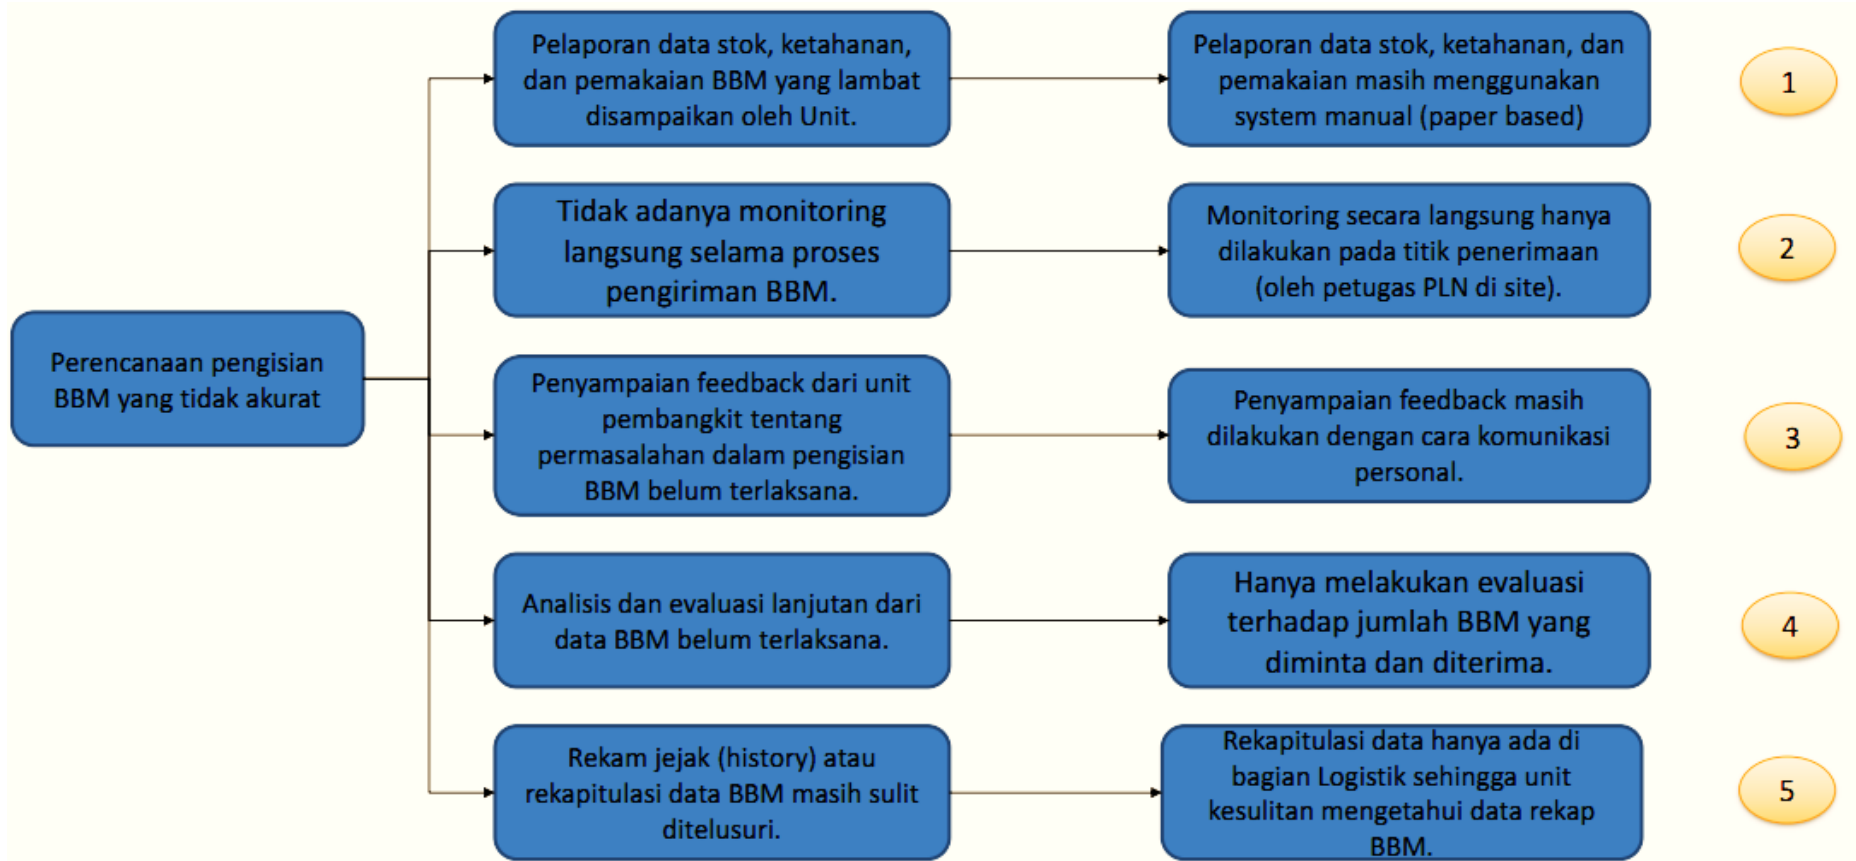 Perencanaan pengisian
BBM yang tidak akurat
Pelaporan data stok, ketahanan,
dan pemakaian BBM yang lambat
disampaikan oleh Unit.
Pelaporan data stok, ketahanan, dan
pemakaian masih menggunakan
system manual (paper based)
1
Tidak adanya monitoring
langsung selama proses
pengiriman BBM.
Monitoring secara langsung hanya
dilakukan pada titik penerimaan
(oleh petugas PLN di site).
2
Penyampaian feedback dari unit
pembangkit tentang
permasalahan dalam pengisian
BBM belum terlaksana.
Penyampaian feedback masih
dilakukan dengan cara komunikasi
personal.
3
Analisis dan evaluasi lanjutan dari
data BBM belum terlaksana.
Hanya melakukan evaluasi
terhadap jumlah BBM yang
diminta dan diterima.
4
Rekam jejak (history) atau
rekapitulasi data BBM masih sulit
ditelusuri.
Rekapitulasi data hanya ada di
bagian Logistik sehingga unit
kesulitan mengetahui data rekap
BBM.
5